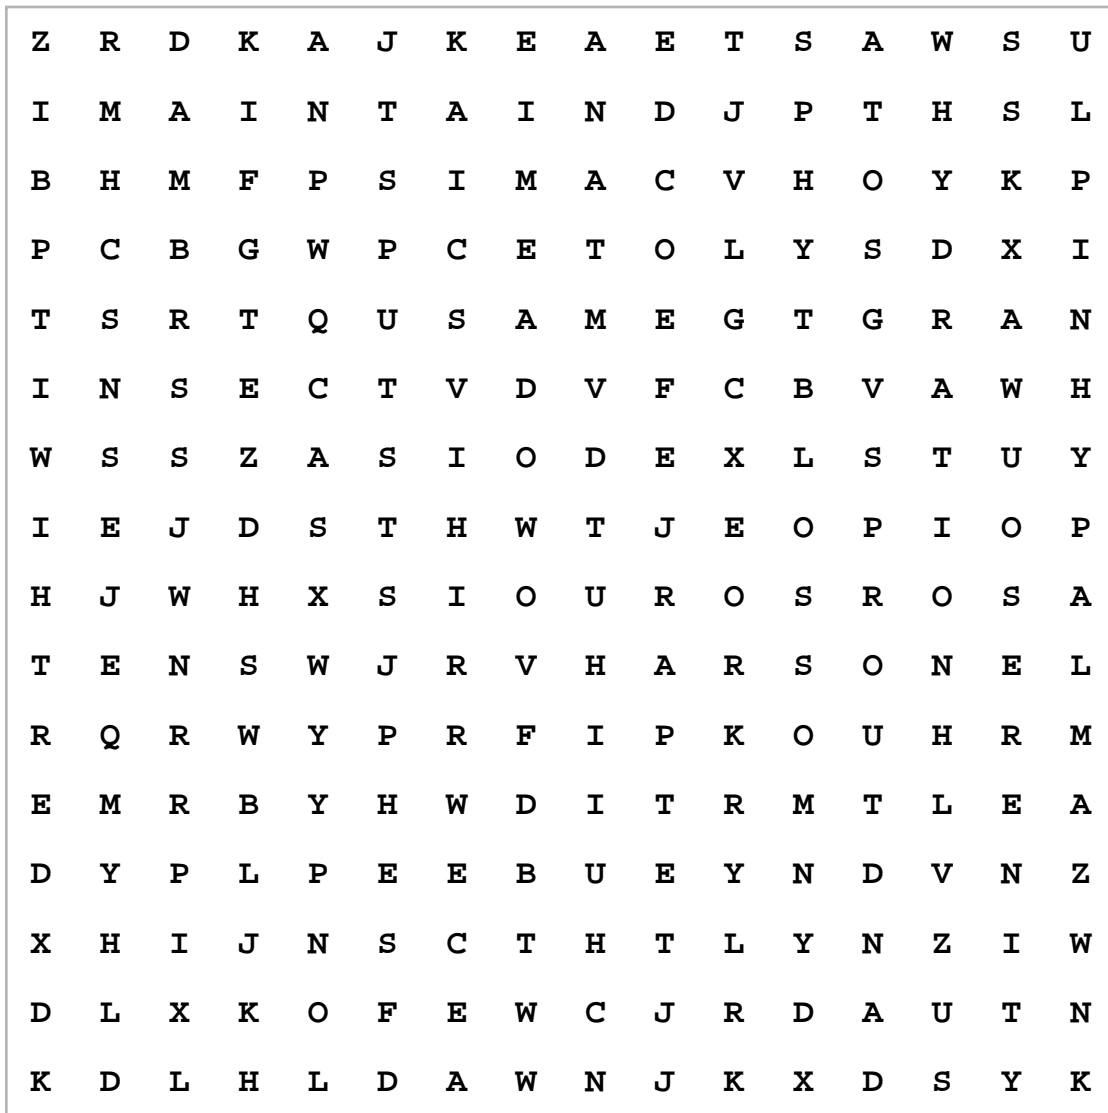 Z R D K A J K E A E T S A W S U
I M A I N T A I N D J P T H S L
B H M F P S I M A C V H O Y K P
P C B G W P C E T O L Y S D X I
T S R T Q U S A M E G T G R A N
I N S E C T V D V F C B V A W H
W S S Z A S I O D E X L S T U Y
I E J D S T H W T J E O P I O P
H J W H X S I O U R O S R O S A
T E N S W J R V H A R S O N E L
R Q R W Y P R F I P K O U H R M
E M R B Y H W D I T R M T L E A
D Y P L P E E B U E Y N D V N Z
X H I J N S C T H T L Y N Z I W
D L X K O F E W C J R D A U T N
K D L H L D A W N J K X D S Y K